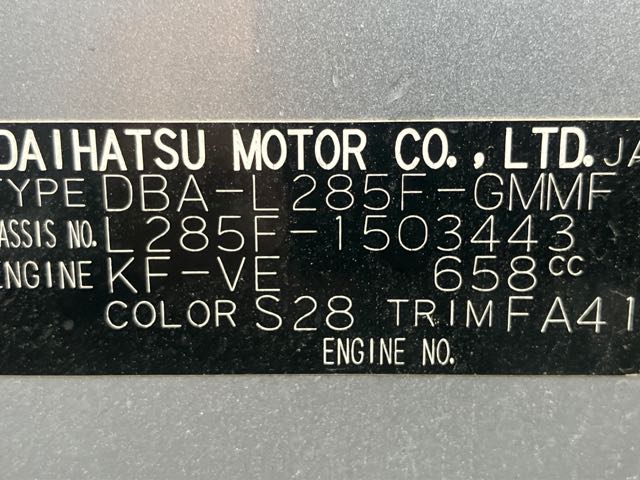 DAIHATSU MOTOR CO., LTD. JA
TYPE DBA-L285F-GMMF
ASSIS NO. L285F-1503443
ENGINE KF-VE 658cc
COLOR S28 TRIM FA41
ENGINE NO.